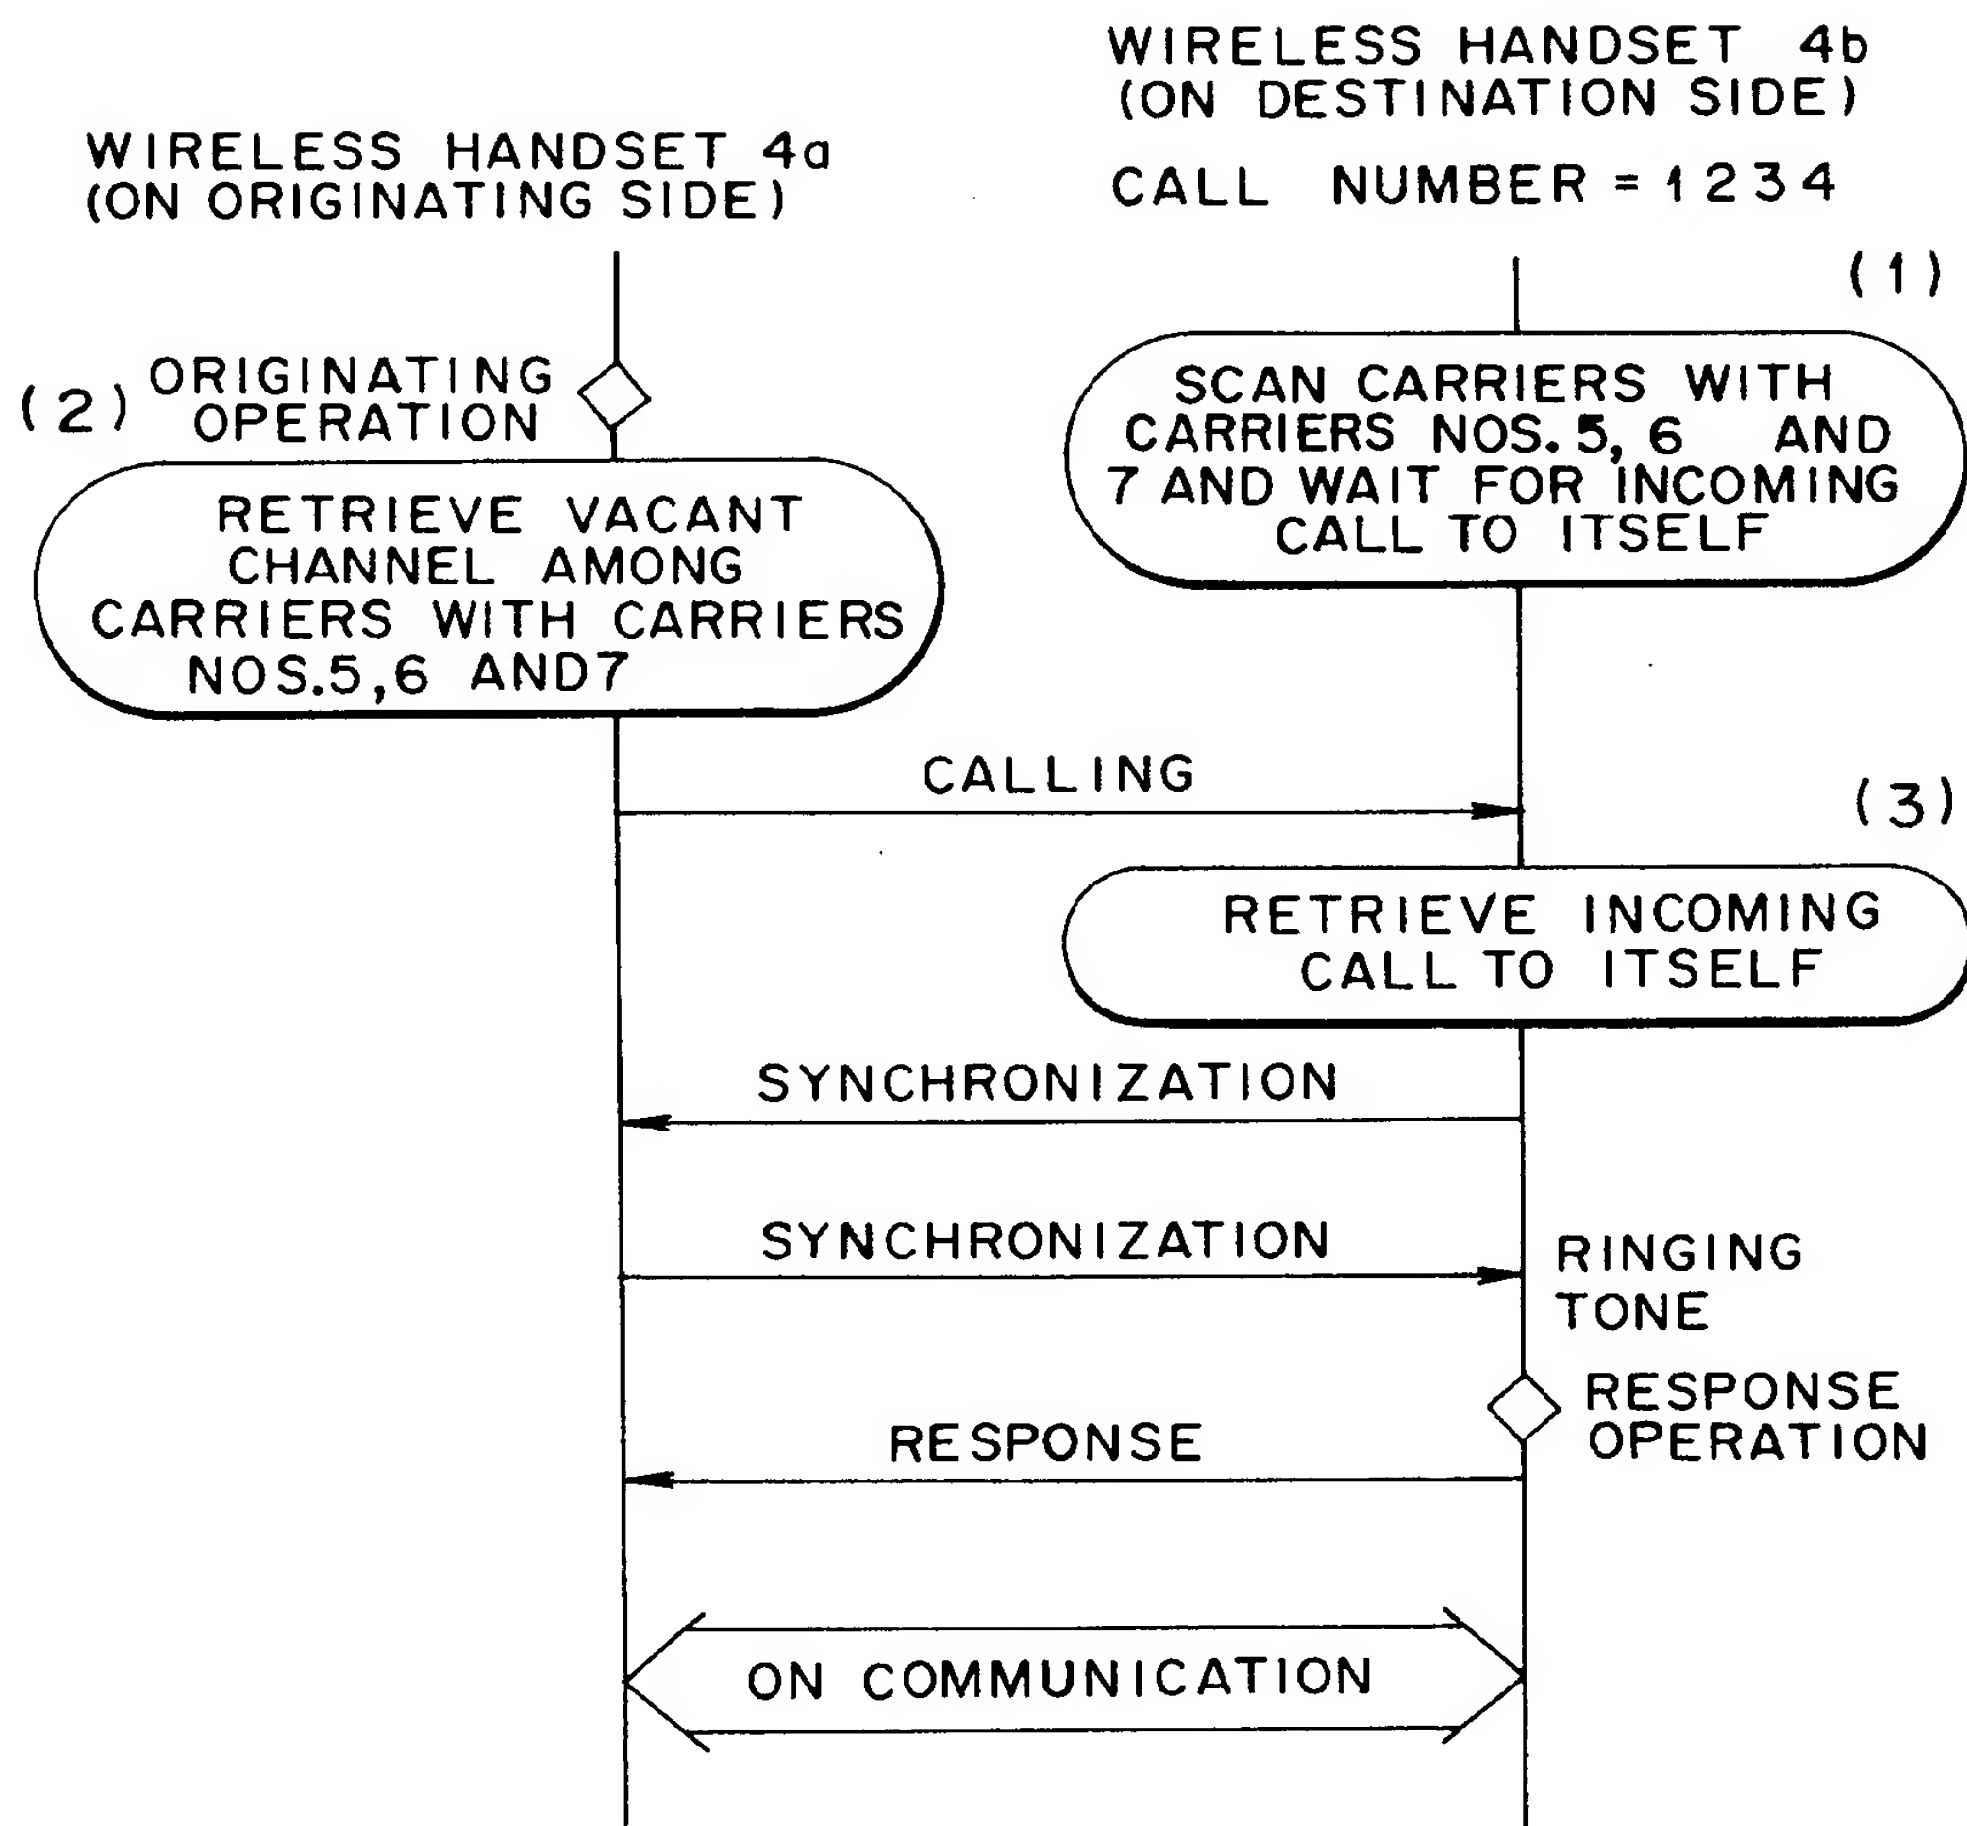 WIRELESS HANDSET 4a
(ON ORIGINATING SIDE)
WIRELESS HANDSET 4b
(ON DESTINATION SIDE)
CALL NUMBER = 1234
(1)
SCAN CARRIERS WITH
CARRIERS NOS. 5, 6 AND
7 AND WAIT FOR INCOMING
CALL TO ITSELF
(2)
ORIGINATING
OPERATION
RETRIEVE VACANT
CHANNEL AMONG
CARRIERS WITH CARRIERS
NOS.5,6 AND7
CALLING
(3)
RETRIEVE INCOMING
CALL TO ITSELF
SYNCHRONIZATION
SYNCHRONIZATION
RINGING
TONE
RESPONSE
OPERATION
RESPONSE
ON COMMUNICATION